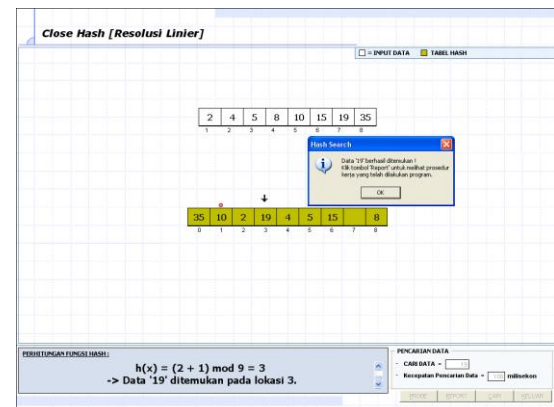 Close Hash [Resolusi Linier]
= INPUT DATA TABEL HASH
2 4 5 8 10 15 19 35
1 2 3 4 5 6 7 8
Hash Search
Data '19' berhasil ditemukan !
Klik tombol 'Report' untuk melihat prosedur
kerja yang telah dilakukan program.
OK
35 10 2 19 4 5 15 8
0 1 2 3 4 5 6 7 8
PERHITUNGAN FUNGSI HASH :
h(x) = (2 + 1) mod 9 = 3
-> Data '19' ditemukan pada lokasi 3.
PENCARIAN DATA
- CARI DATA = 19
- Kecepatan Pencarian Data = 100 milisekon
REPORT CARI KELUAR